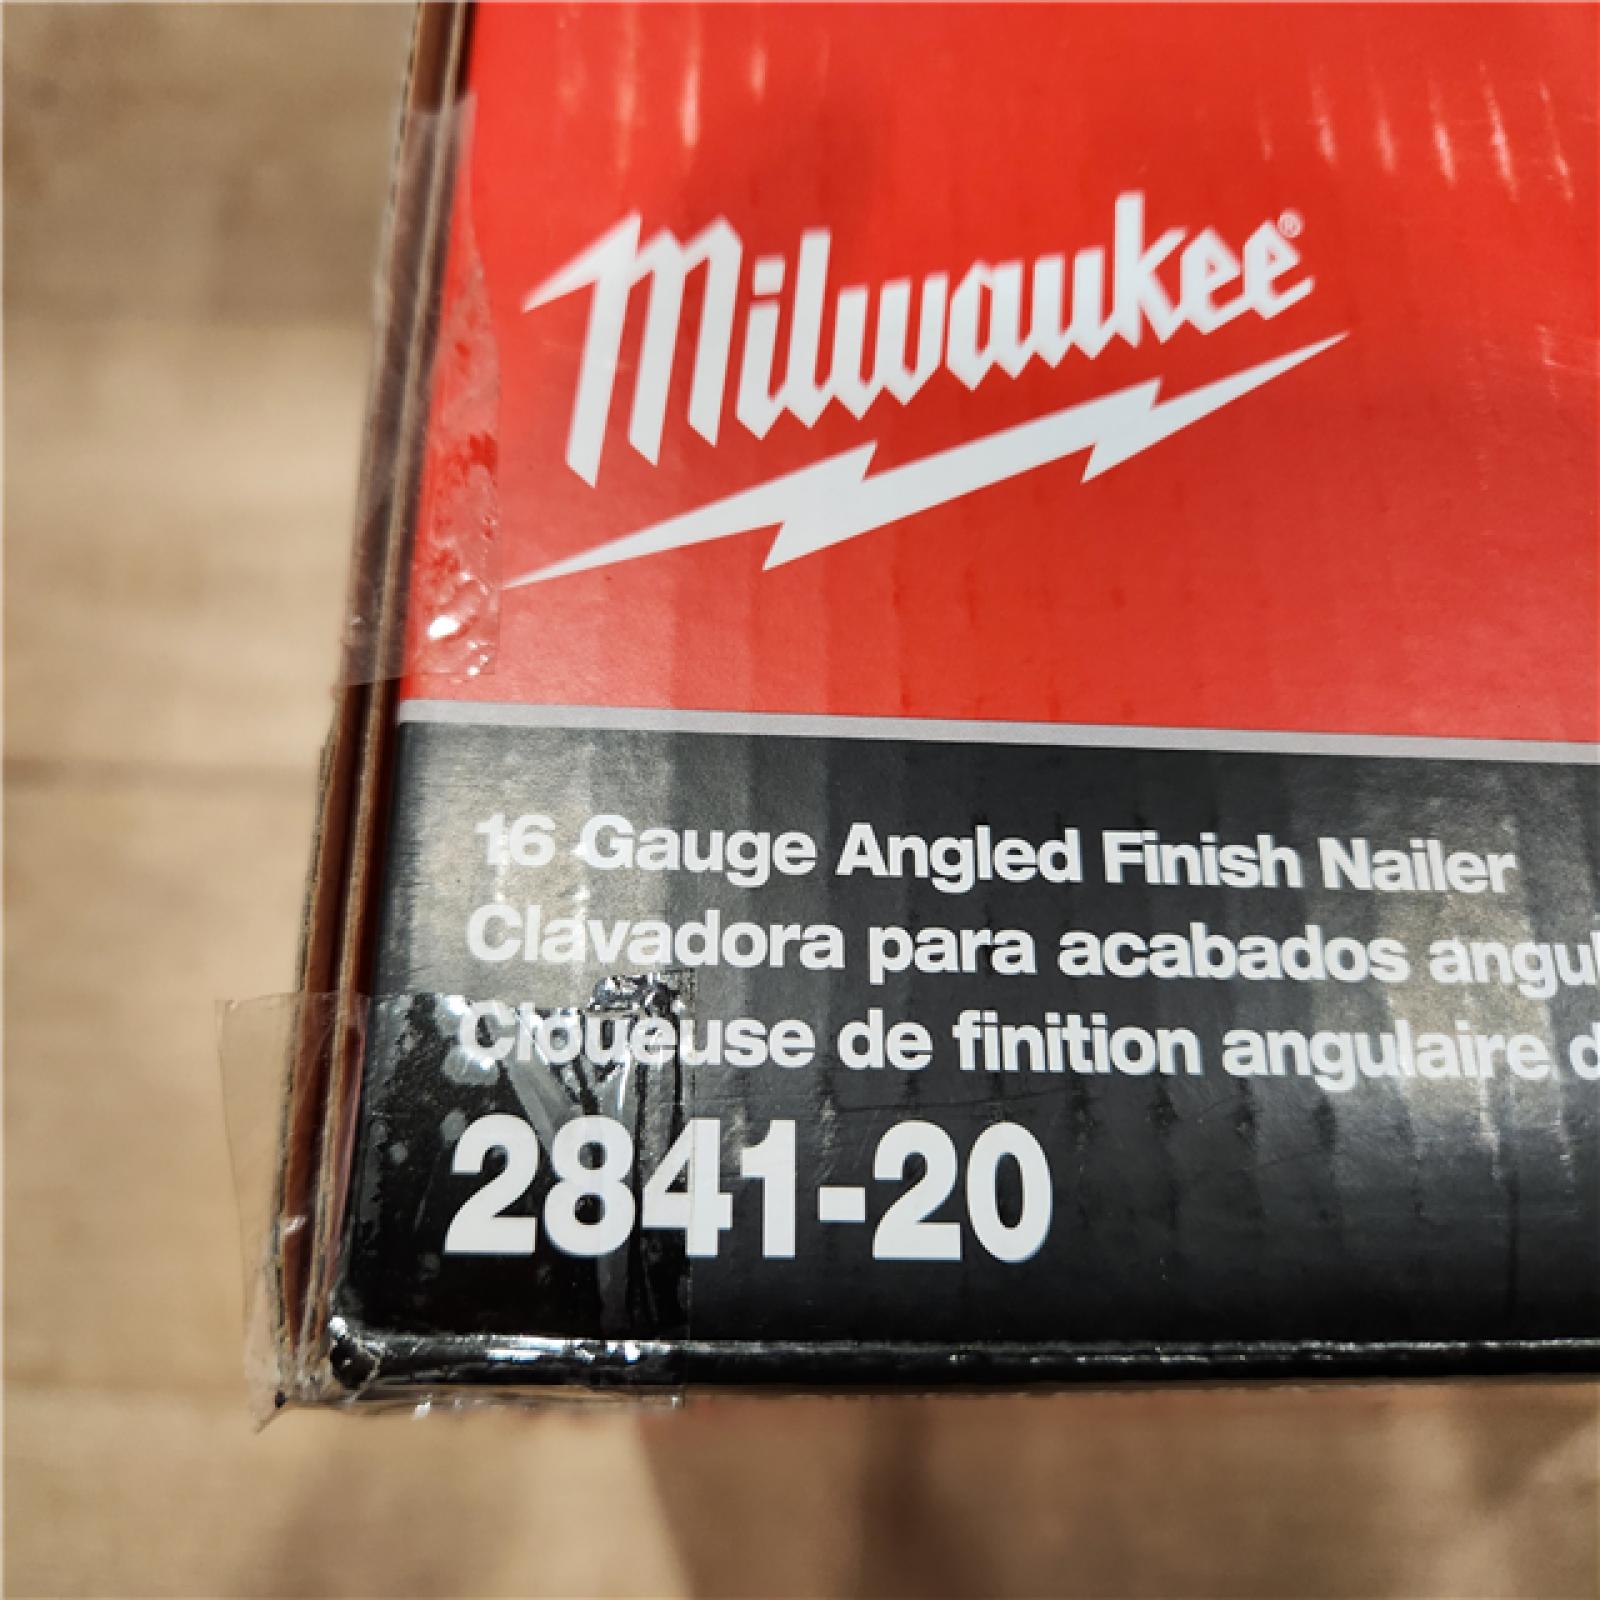 Milwaukee®
16 Gauge Angled Finish Nailer
Clavadora para acabados angul
Cloueuse de finition angulaire d
2841-20